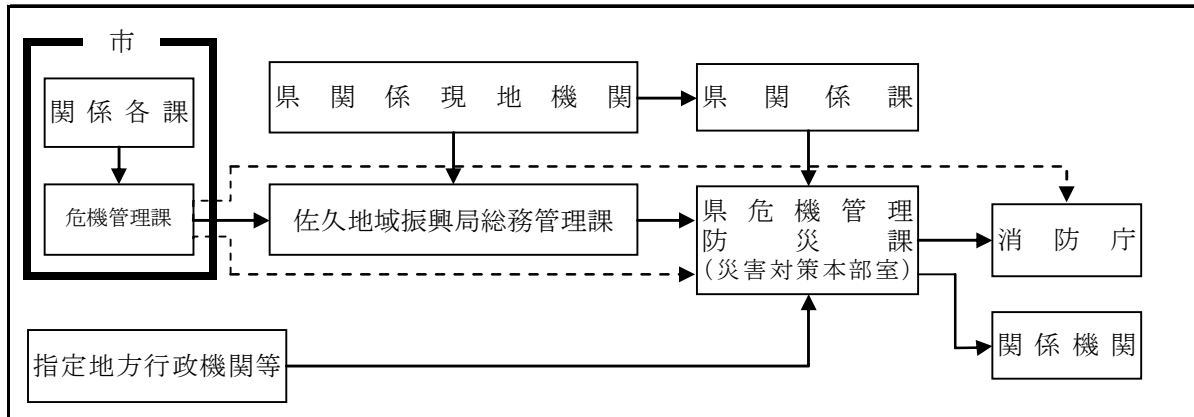 市
関係各課
県関係現地機関
県関係課
危機管理課
佐久地域振興局総務管理課
県危機管理
防災課
(災害対策本部室)
消防庁
関係機関
指定地方行政機関等